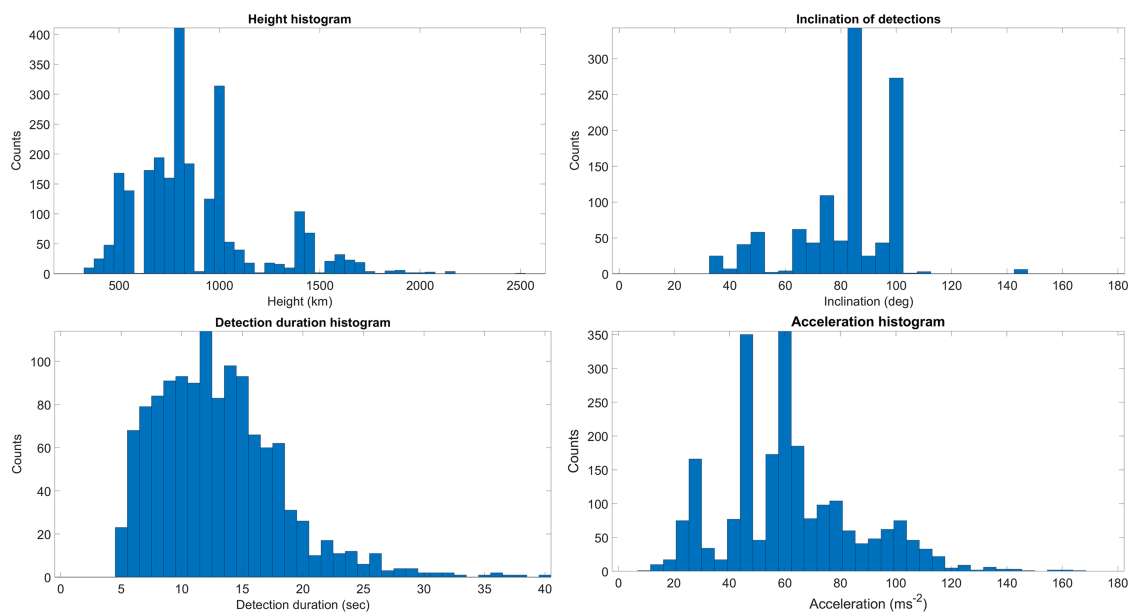 Height histogram
400
350
300
250
200
150
100
50
0
Counts
500 1000 1500 2000 2500
Height (km)
Inclination of detections
300
250
200
150
100
50
0
Counts
0 20 40 60 80 100 120 140 160 180
Inclination (deg)
Detection duration histogram
100
80
60
40
20
0
Counts
0 5 10 15 20 25 30 35 40
Detection duration (sec)
Acceleration histogram
350
300
250
200
150
100
50
0
Counts
0 20 40 60 80 100 120 140 160 180
Acceleration (ms⁻²)